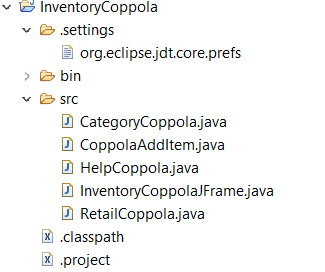 InventoryCoppola
.settings
org.eclipse.jdt.core.prefs
bin
src
CategoryCoppola.java
CoppolaAddItem.java
HelpCoppola.java
InventoryCoppolaJFrame.java
RetailCoppola.java
.classpath
.project